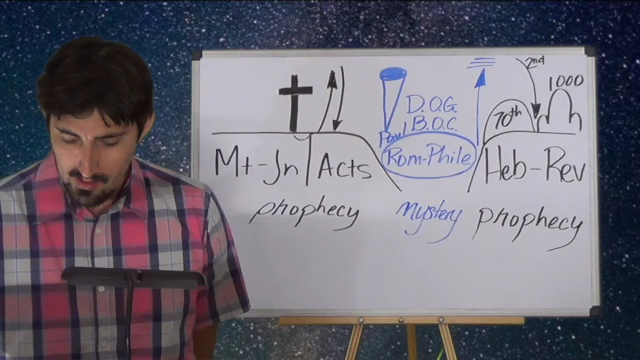 2nd
1000
D.O.G.
B.O.C.
70th
Paul
Mt-Jn Acts Rom-Phile Heb-Rev
prophecy mystery prophecy